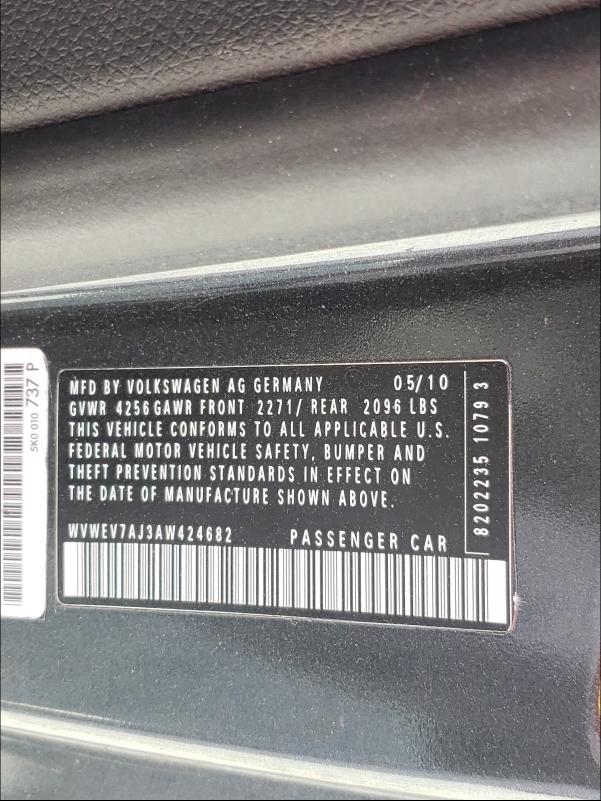 MFD BY VOLKSWAGEN AG GERMANY 05/10
GVWR 4256 GAWR FRONT 2271/ REAR 2096 LBS
THIS VEHICLE CONFORMS TO ALL APPLICABLE U.S.
FEDERAL MOTOR VEHICLE SAFETY, BUMPER AND
THEFT PREVENTION STANDARDS IN EFFECT ON
THE DATE OF MANUFACTURE SHOWN ABOVE.
WVWEV7AJ3AW424682 PASSENGER CAR
8202235 10793
5K0 010 737 P